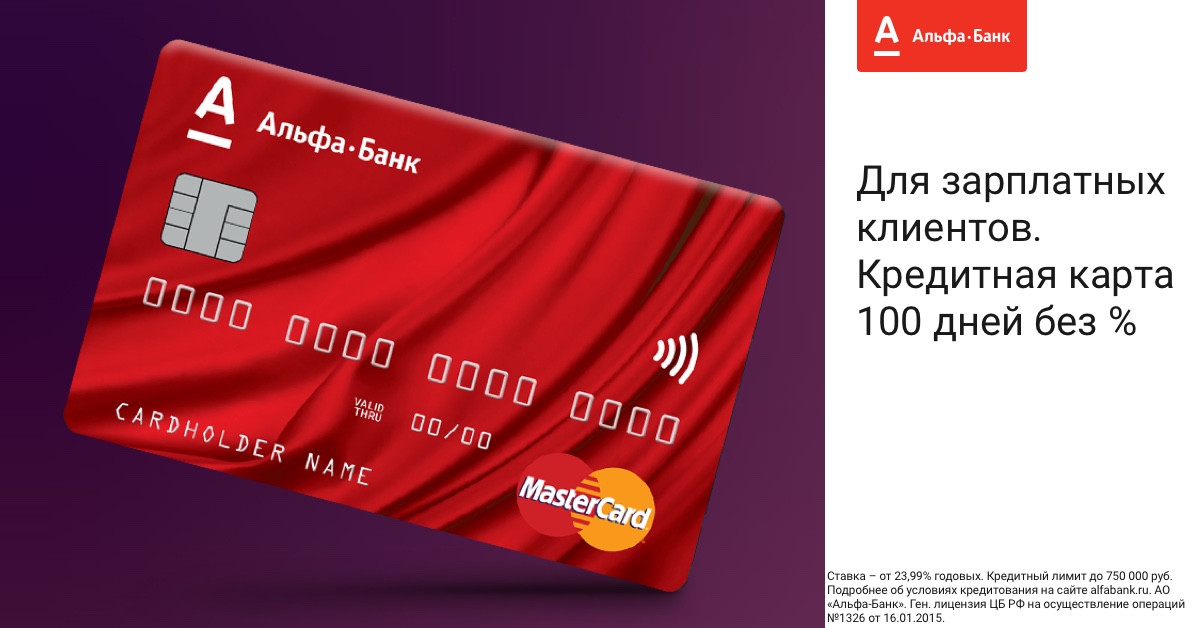 Альфа·Банк
0000 0000 0000 0000
VALID
THRU
00/00
CARDHOLDER NAME
MasterCard
Альфа·Банк
Для зарплатных
клиентов.
Кредитная карта
100 дней без %
Ставка – от 23,99% годовых. Кредитный лимит до 750 000 руб.
Подробнее об условиях кредитования на сайте alfabank.ru. АО
«Альфа-Банк». Ген. лицензия ЦБ РФ на осуществление операций
№1326 от 16.01.2015.